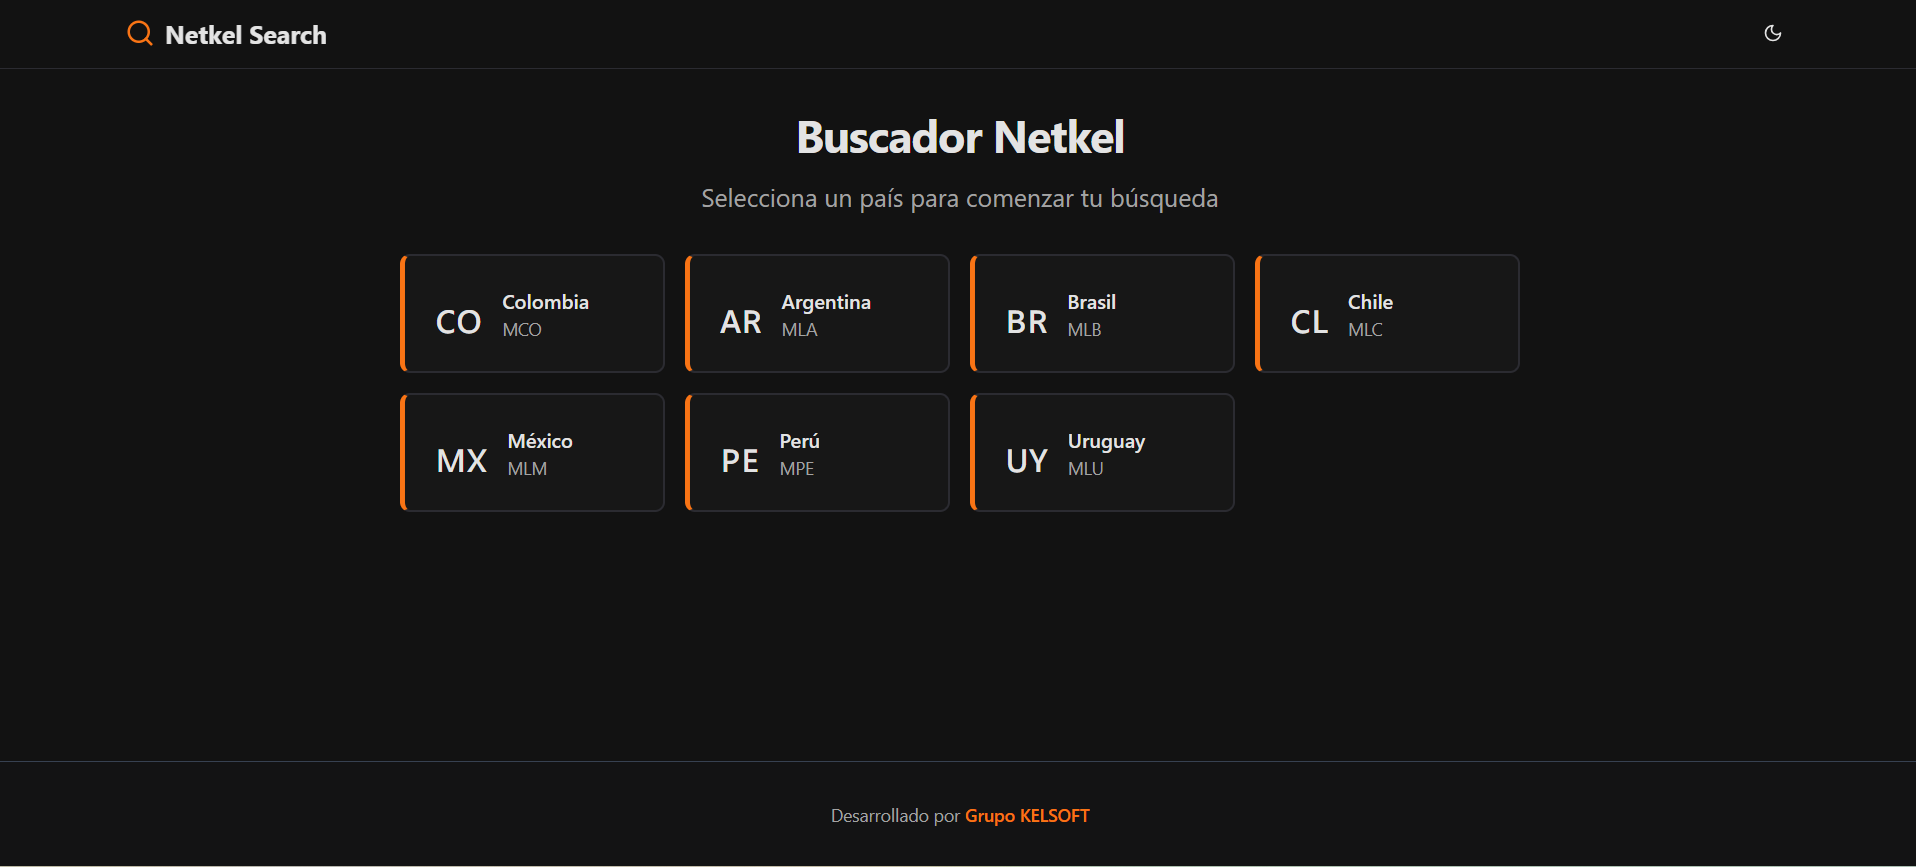 Netkel Search
Buscador Netkel
Selecciona un país para comenzar tu búsqueda
CO
Colombia
MCO
AR
Argentina
MLA
BR
Brasil
MLB
CL
Chile
MLC
MX
México
MLM
PE
Perú
MPE
UY
Uruguay
MLU
Desarrollado por Grupo KELSOFT